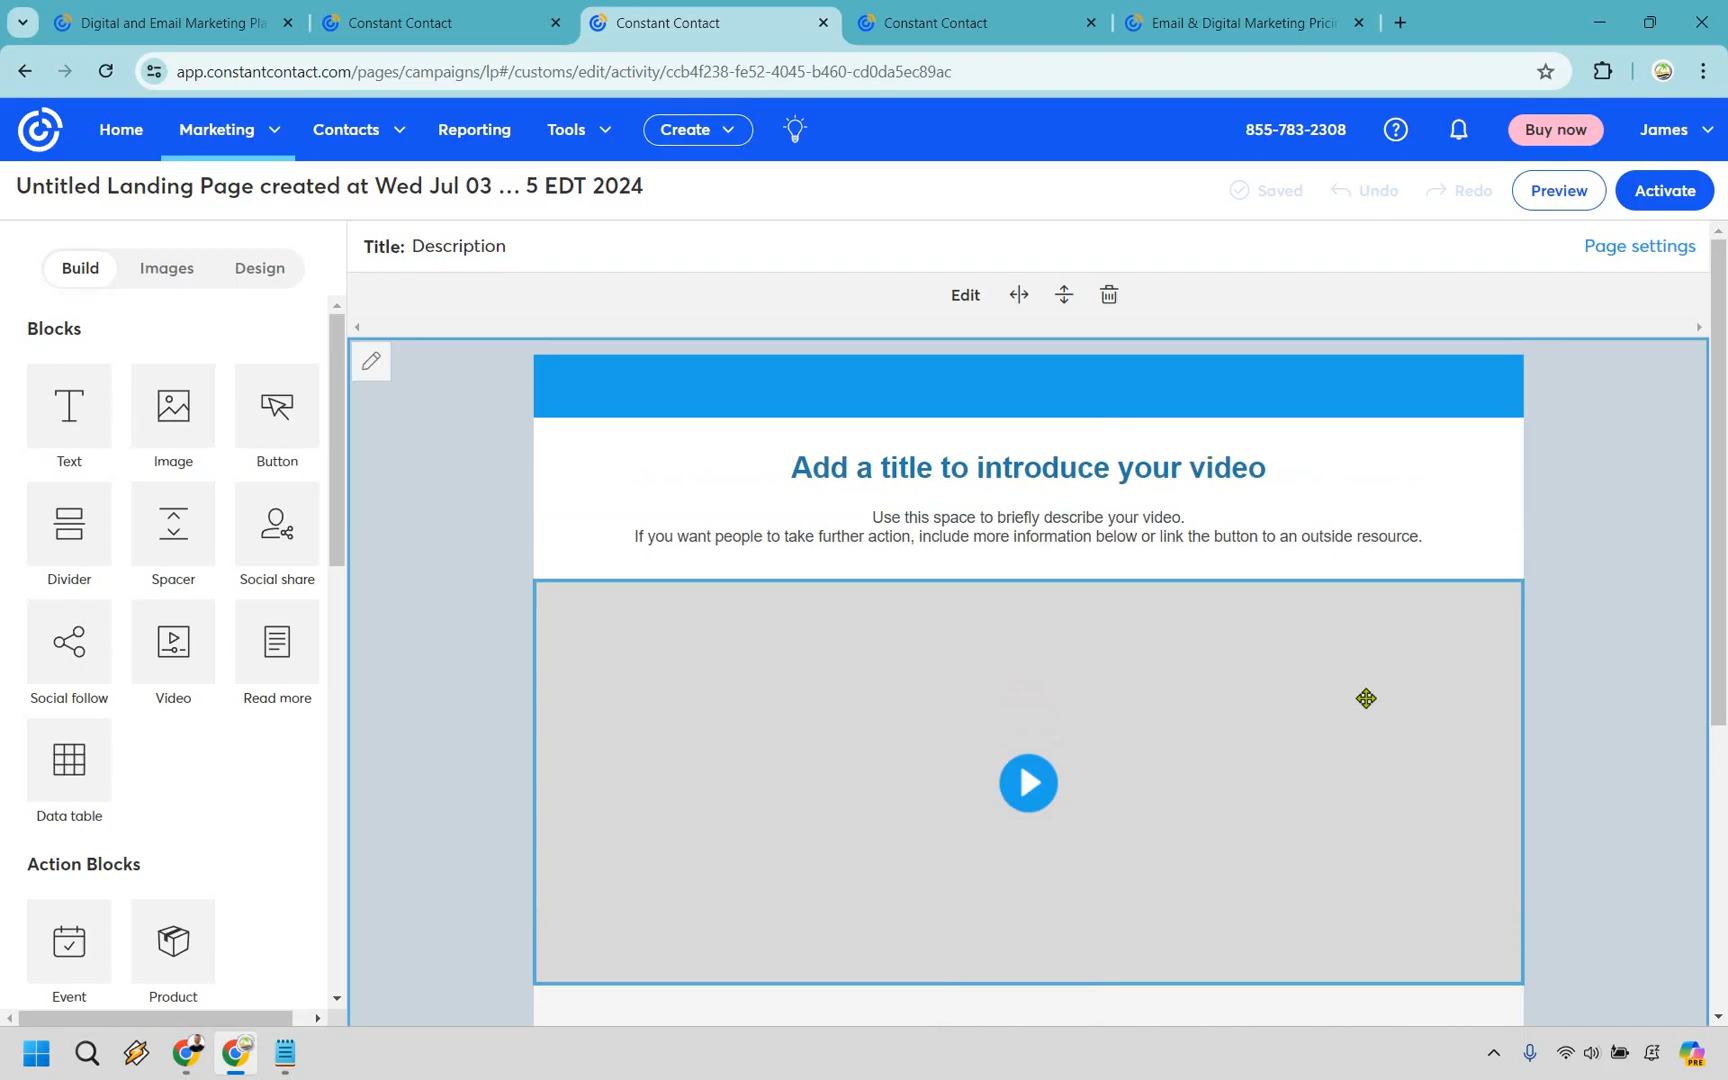 Digital and Email Marketing Pla
Constant Contact
Constant Contact
Constant Contact
Email & Digital Marketing Prici
app.constantcontact.com/pages/campaigns/lp#/customs/edit/activity/ccb4f238-fe52-4045-b460-cd0da5ec89ac
Home
Marketing
Contacts
Reporting
Tools
Create
855-783-2308
Buy now
James
Untitled Landing Page created at Wed Jul 03 ... 5 EDT 2024
Saved
Undo
Redo
Preview
Activate
Build
Images
Design
Title: Description
Page settings
Edit
Blocks
Text
Image
Button
Divider
Spacer
Social share
Social follow
Video
Read more
Data table
Action Blocks
Event
Product
Add a title to introduce your video
Use this space to briefly describe your video.
If you want people to take further action, include more information below or link the button to an outside resource.
PRE